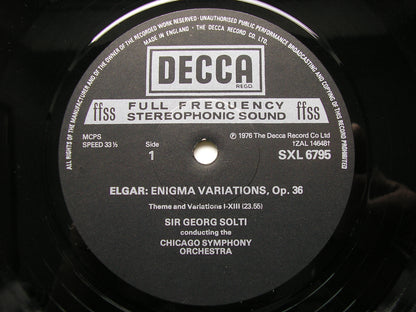 ALL RIGHTS OF THE MANUFACTURER AND OF THE OWNER OF THE RECORDED WORK RESERVED · UNAUTHORISED PUBLIC PERFORMANCE BROADCASTING AND COPYING OF THIS RECORD PROHIBITED
MADE IN ENGLAND · THE DECCA RECORD CO. LTD.
DECCA
REGD.
ffss FULL FREQUENCY ffss
STEREOPHONIC SOUND
MCPS
SPEED 33⅓
Side
1
Ⓟ 1976 The Decca Record Co Ltd
1ZAL 146481
SXL 6795
ELGAR: ENIGMA VARIATIONS, Op. 36
Theme and Variations I-XIII (23.55)
SIR GEORG SOLTI
conducting the
CHICAGO SYMPHONY
ORCHESTRA